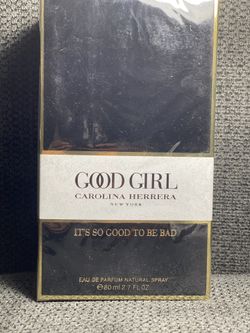 GOOD GIRL
CAROLINA HERRERA
NEW YORK
IT'S SO GOOD TO BE BAD
EAU DE PARFUM NATURAL SPRAY
℮ 80 ml 2.7 FL.OZ.